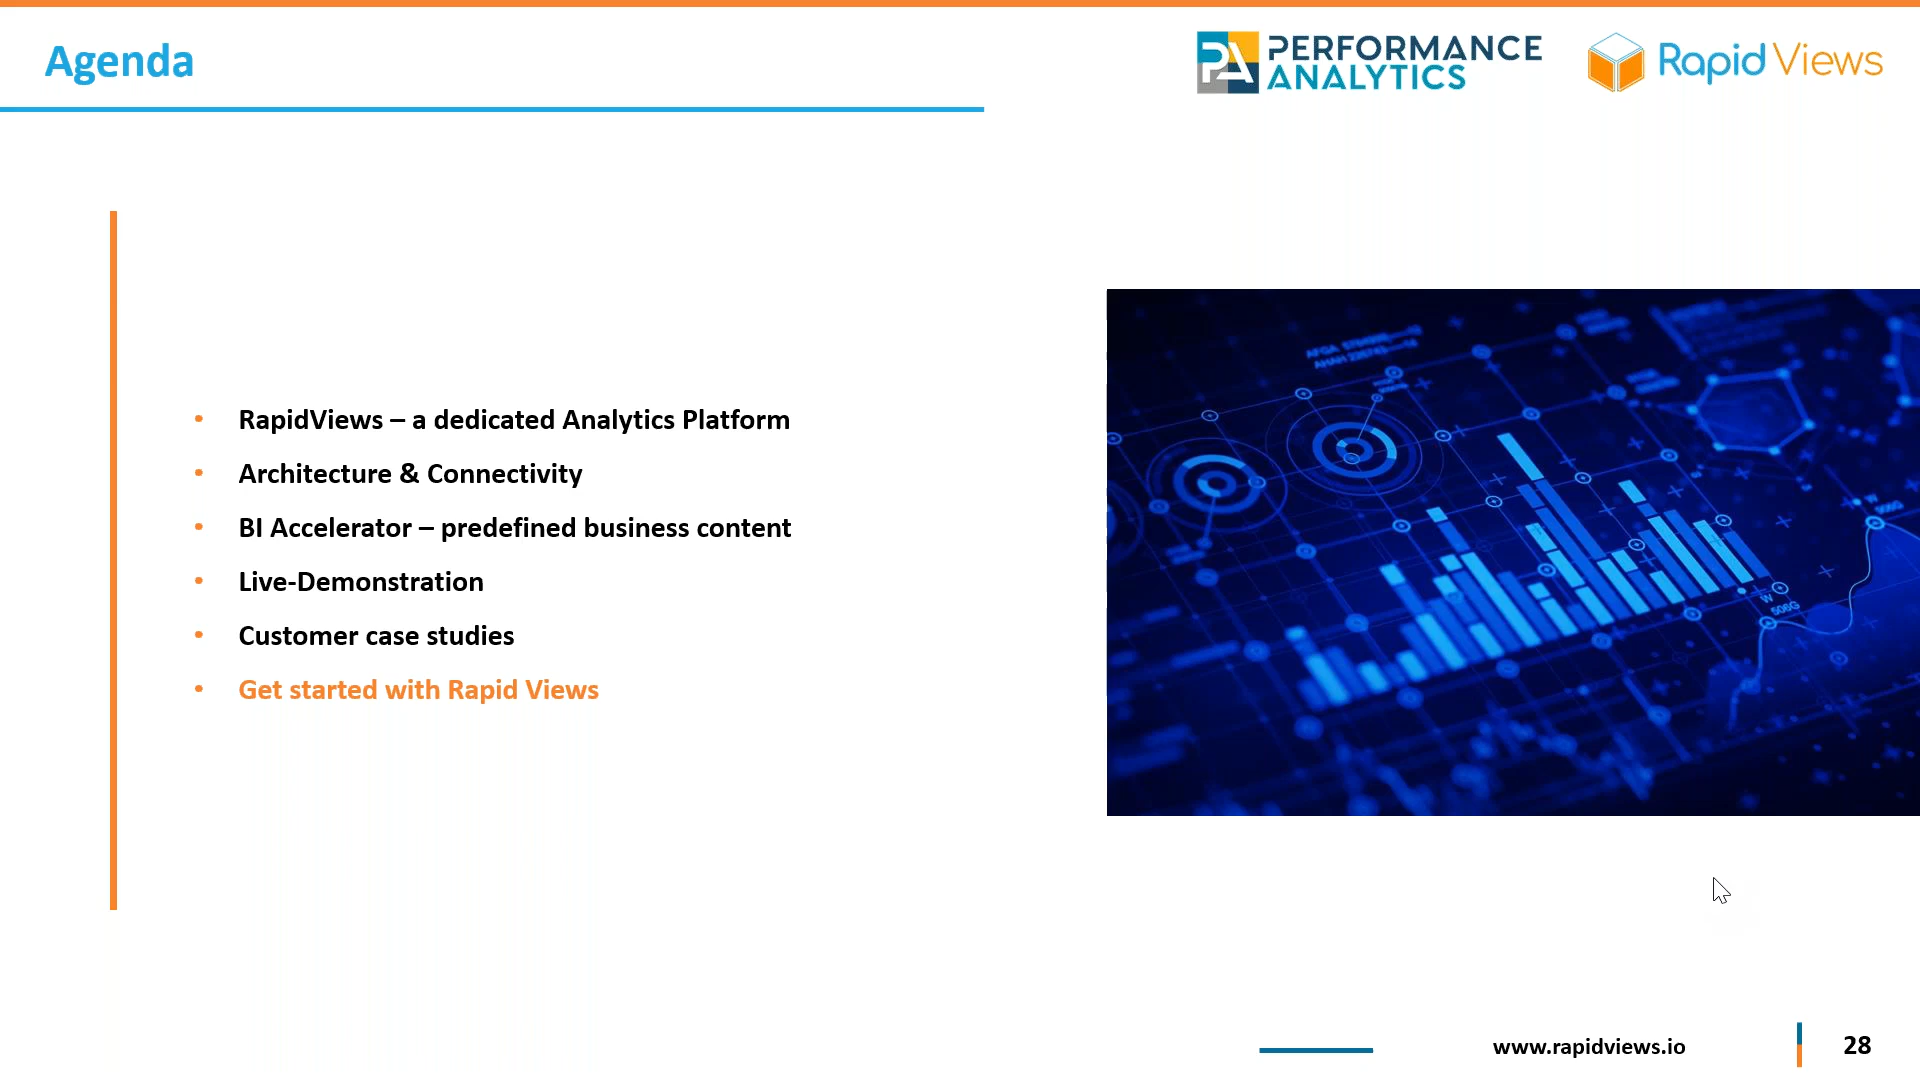 Agenda
PERFORMANCE
ANALYTICS
Rapid Views
• RapidViews – a dedicated Analytics Platform
• Architecture & Connectivity
• BI Accelerator – predefined business content
• Live-Demonstration
• Customer case studies
• Get started with Rapid Views
www.rapidviews.io
28